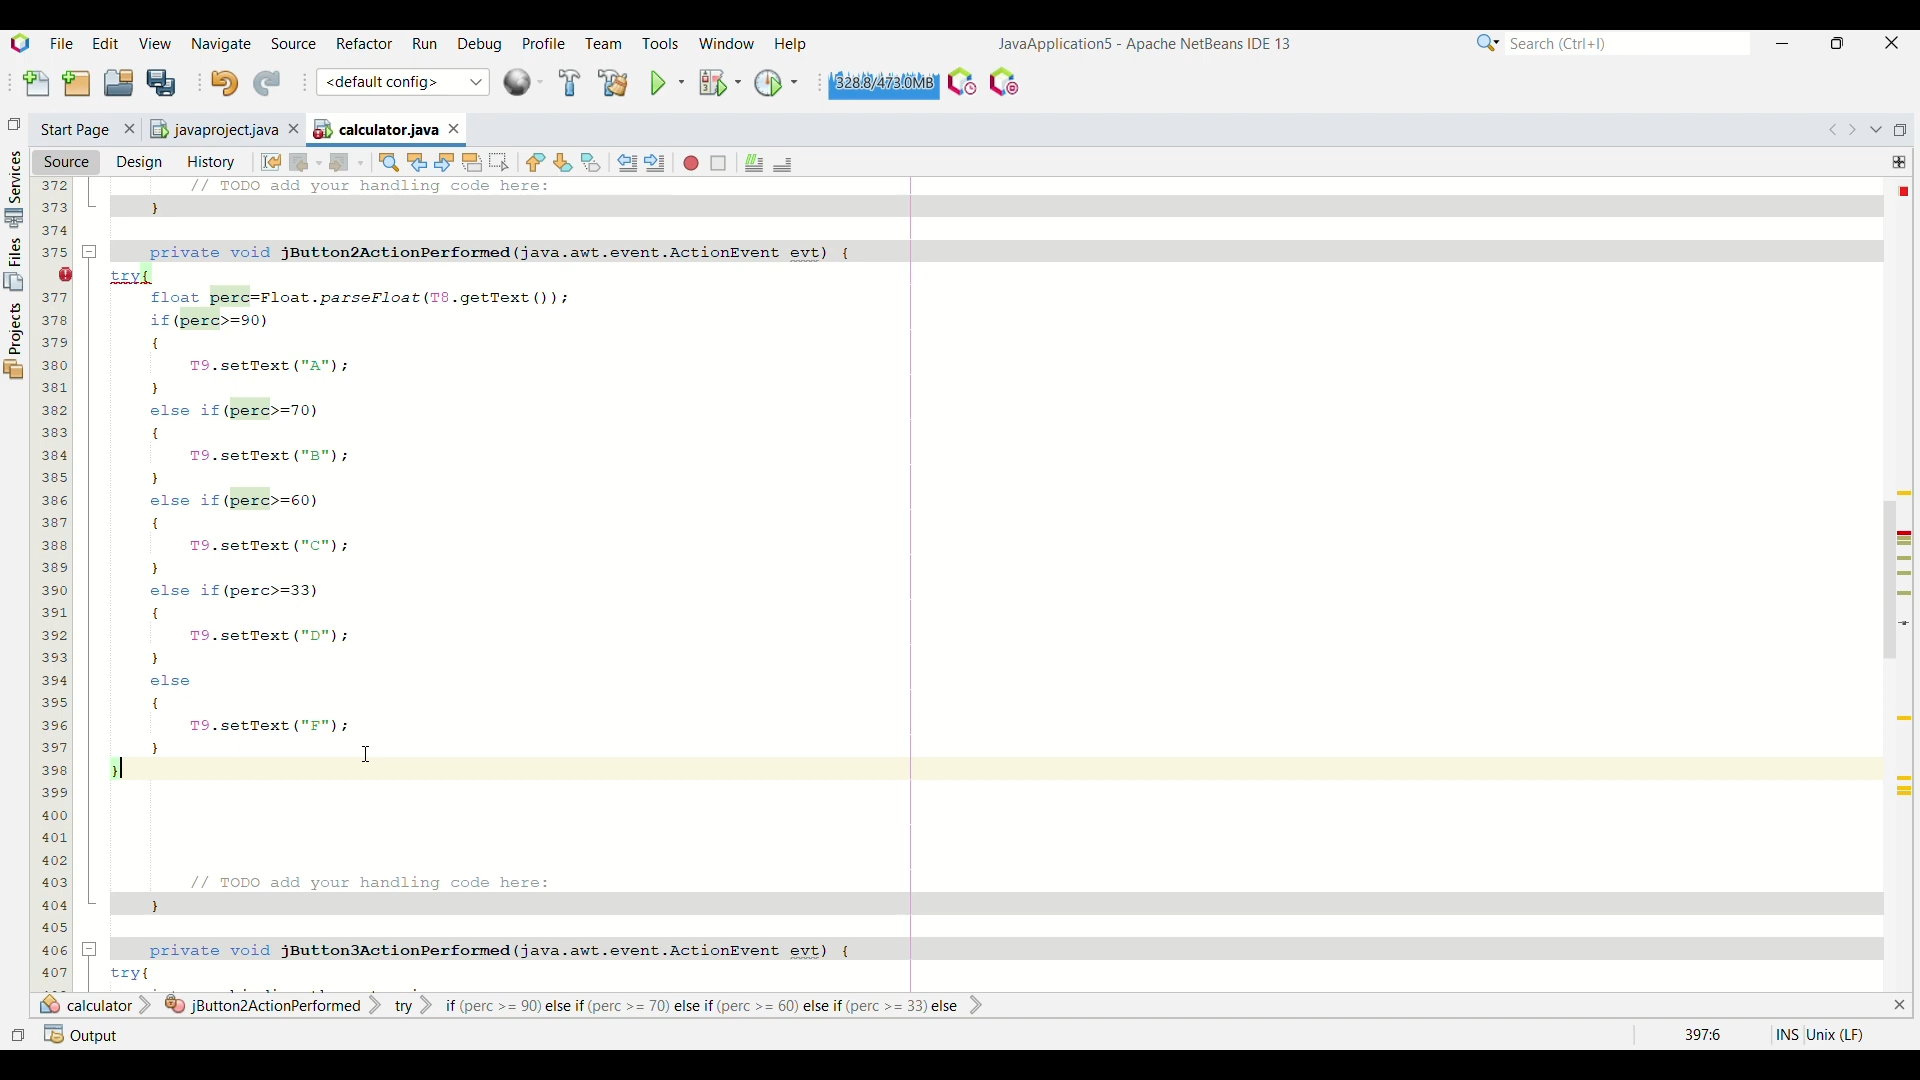 File Edit View Navigate Source Refactor Run Debug Profile Team Tools Window Help JavaApplication5 - Apache NetBeans IDE 13 Search (Ctrl+I)
<default config> 328.8/473.0MB
Start Page javaproject.java calculator.java
Services
Files
Projects
Source Design History
372 // TODO add your handling code here:
373 }
374
375 private void jButton2ActionPerformed(java.awt.event.ActionEvent evt) {
try{
377 float perc=Float.parseFloat(T8.getText());
378 if(perc>=90)
379 {
380 T9.setText("A");
381 }
382 else if(perc>=70)
383 {
384 T9.setText("B");
385 }
386 else if(perc>=60)
387 {
388 T9.setText("C");
389 }
390 else if(perc>=33)
391 {
392 T9.setText("D");
393 }
394 else
395 {
396 T9.setText("F");
397 }
398 }
399
400
401
402
403 // TODO add your handling code here:
404 }
405
406 private void jButton3ActionPerformed(java.awt.event.ActionEvent evt) {
407 try{
calculator jButton2ActionPerformed try if (perc >= 90) else if (perc >= 70) else if (perc >= 60) else if (perc >= 33) else
Output 397:6 INS Unix (LF)